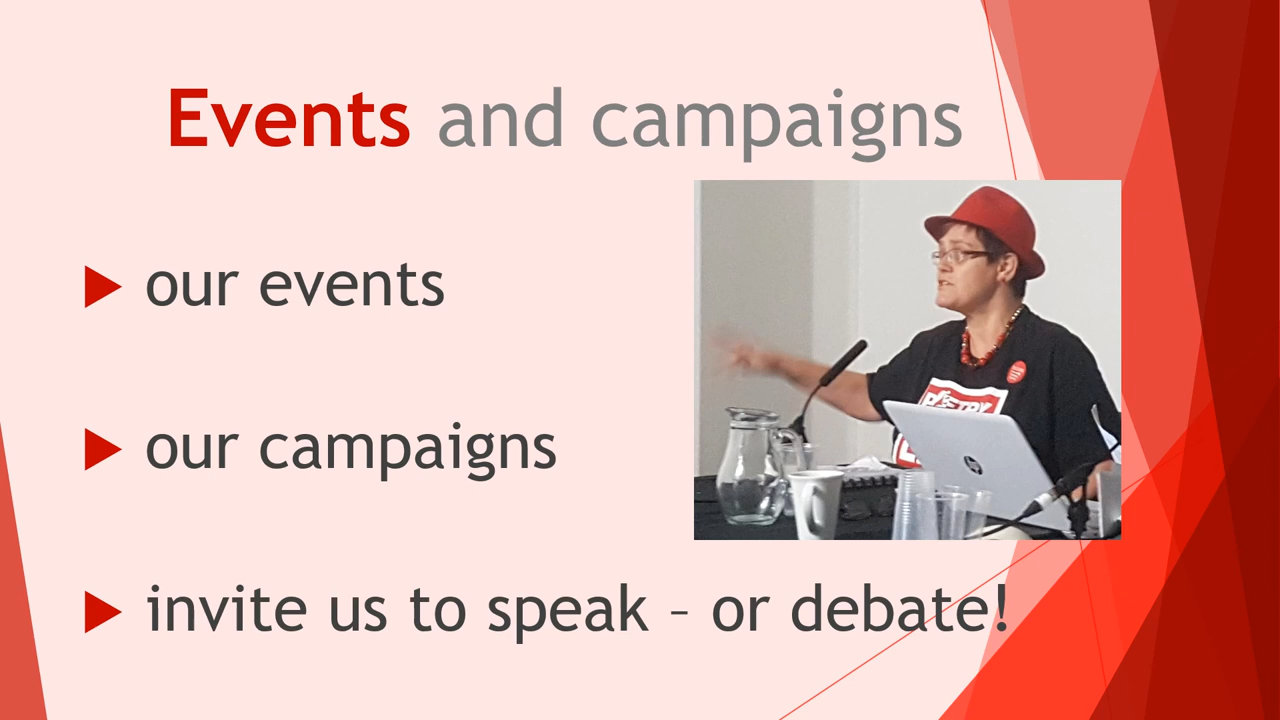 Events and campaigns
our events
our campaigns
invite us to speak – or debate!